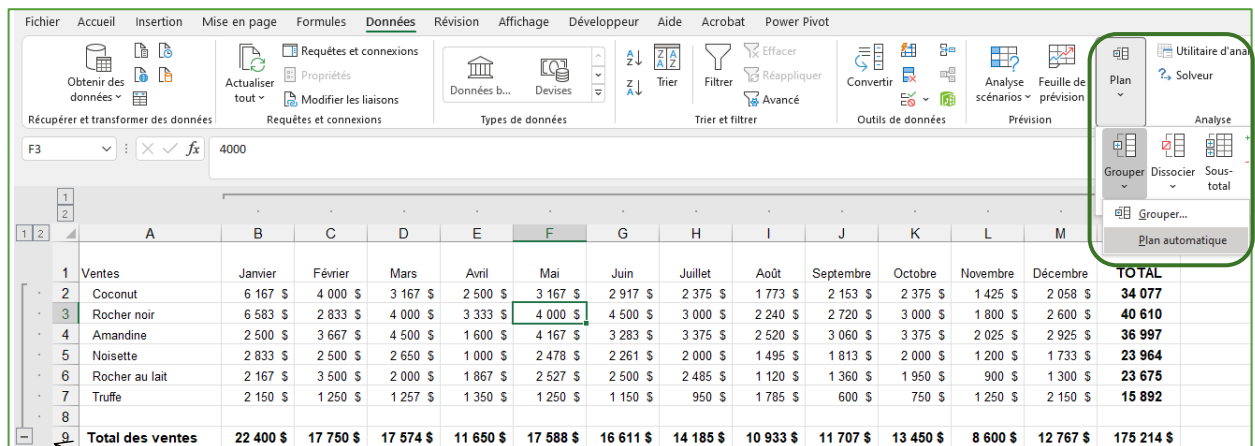 Fichier Accueil Insertion Mise en page Formules Données Révision Affichage Développeur Aide Acrobat Power Pivot
Obtenir des données
Récupérer et transformer des données
Actualiser tout
Requêtes et connexions
Propriétés
Modifier les liaisons
Requêtes et connexions
Données b...
Devises
Types de données
Trier
Filtrer
Effacer
Réappliquer
Avancé
Trier et filtrer
Convertir
Outils de données
Analyse scénarios
Feuille de prévision
Prévision
Plan
Utilitaire d'ana
Solveur
Analyse
Grouper Dissocier Sous-total
Grouper...
Plan automatique
F3 fx 4000
1
2
1 2 A B C D E F G H I J K L M
1 Ventes Janvier Février Mars Avril Mai Juin Juillet Août Septembre Octobre Novembre Décembre TOTAL
2 Coconut 6 167 $ 4 000 $ 3 167 $ 2 500 $ 3 167 $ 2 917 $ 2 375 $ 1 773 $ 2 153 $ 2 375 $ 1 425 $ 2 058 $ 34 077
3 Rocher noir 6 583 $ 2 833 $ 4 000 $ 3 333 $ 4 000 $ 4 500 $ 3 000 $ 2 240 $ 2 720 $ 3 000 $ 1 800 $ 2 600 $ 40 610
4 Amandine 2 500 $ 3 667 $ 4 500 $ 1 600 $ 4 167 $ 3 283 $ 3 375 $ 2 520 $ 3 060 $ 3 375 $ 2 025 $ 2 925 $ 36 997
5 Noisette 2 833 $ 2 500 $ 2 650 $ 1 000 $ 2 478 $ 2 261 $ 2 000 $ 1 495 $ 1 813 $ 2 000 $ 1 200 $ 1 733 $ 23 964
6 Rocher au lait 2 167 $ 3 500 $ 2 000 $ 1 867 $ 2 527 $ 2 500 $ 2 485 $ 1 120 $ 1 360 $ 1 950 $ 900 $ 1 300 $ 23 675
7 Truffe 2 150 $ 1 250 $ 1 257 $ 1 350 $ 1 250 $ 1 150 $ 950 $ 1 785 $ 600 $ 750 $ 1 250 $ 2 150 $ 15 892
8
9 Total des ventes 22 400 $ 17 750 $ 17 574 $ 11 650 $ 17 588 $ 16 611 $ 14 185 $ 10 933 $ 11 707 $ 13 450 $ 8 600 $ 12 767 $ 175 214 $